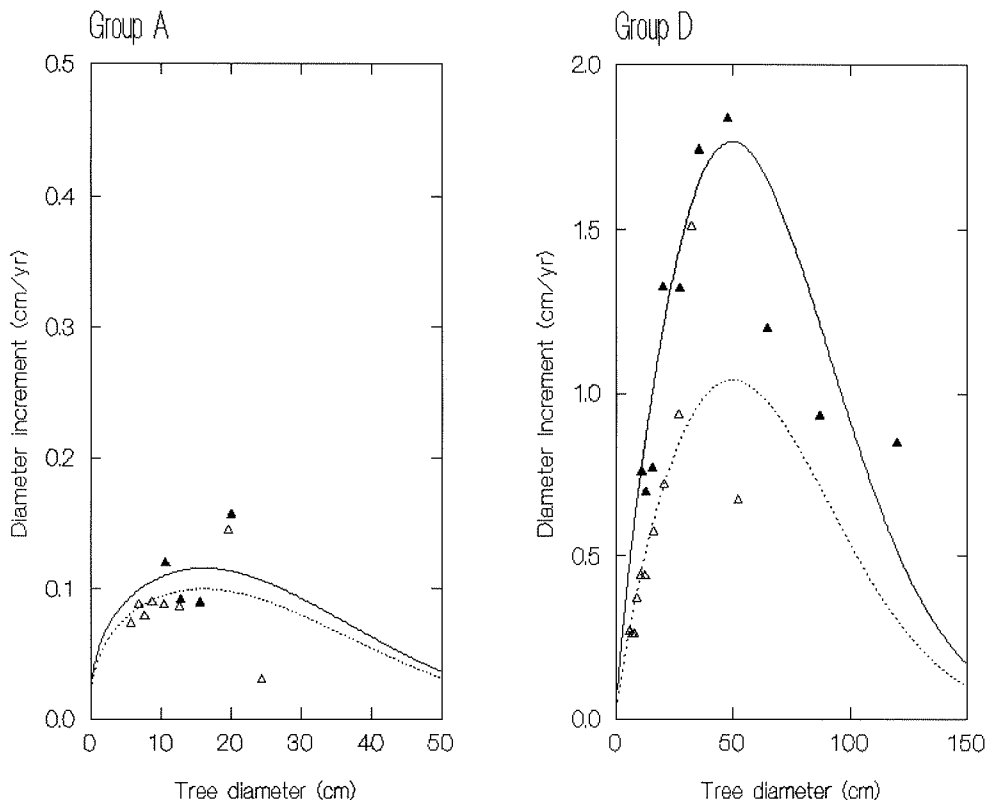 Group A
0.5
0.4
0.3
0.2
0.1
0.0
Diameter increment (cm/yr)
0 10 20 30 40 50
Tree diameter (cm)
Group D
2.0
1.5
1.0
0.5
0.0
Diameter Increment (cm/yr)
0 50 100 150
Tree diameter (cm)